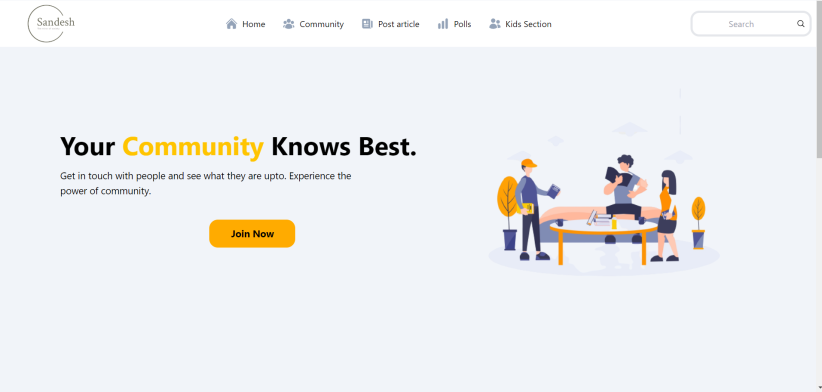 Sandesh
Home
Community
Post article
Polls
Kids Section
Search
Your Community Knows Best.
Get in touch with people and see what they are upto. Experience the
power of community.
Join Now